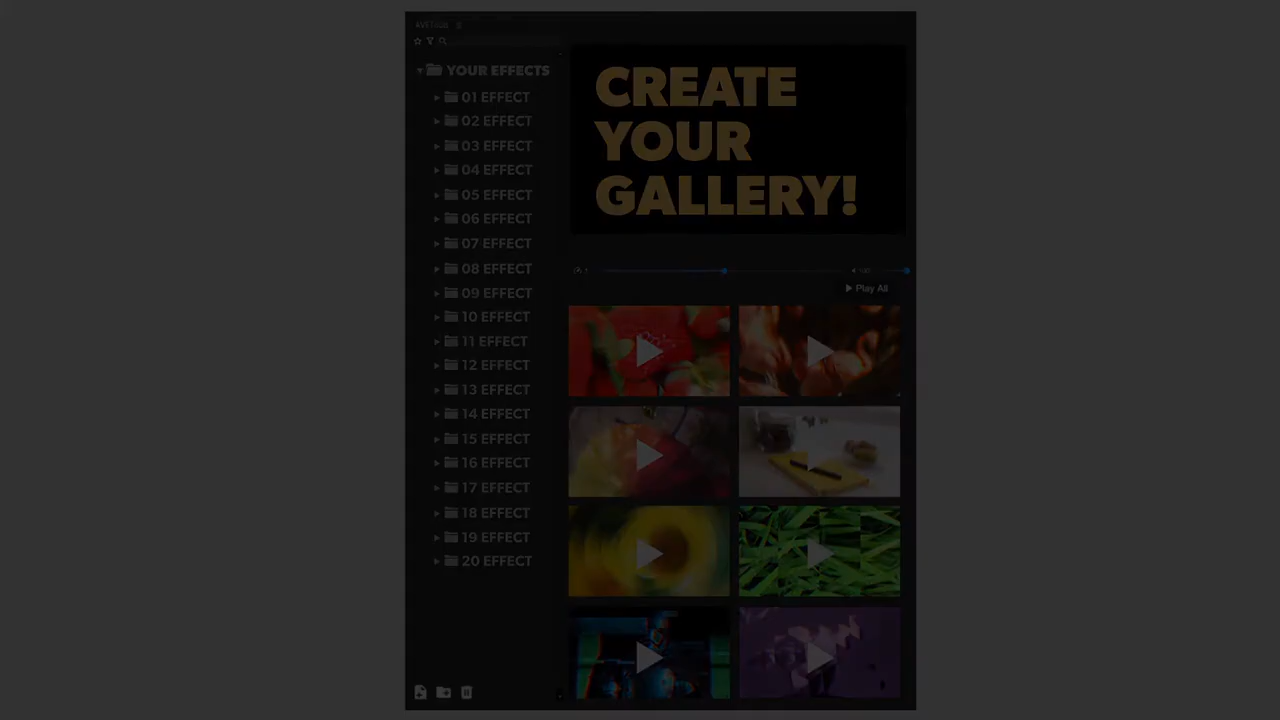 YOUR EFFECTS
01 EFFECT
02 EFFECT
03 EFFECT
04 EFFECT
05 EFFECT
06 EFFECT
07 EFFECT
08 EFFECT
09 EFFECT
10 EFFECT
11 EFFECT
12 EFFECT
13 EFFECT
14 EFFECT
15 EFFECT
16 EFFECT
17 EFFECT
18 EFFECT
19 EFFECT
20 EFFECT
CREATE
YOUR
GALLERY!
Play All